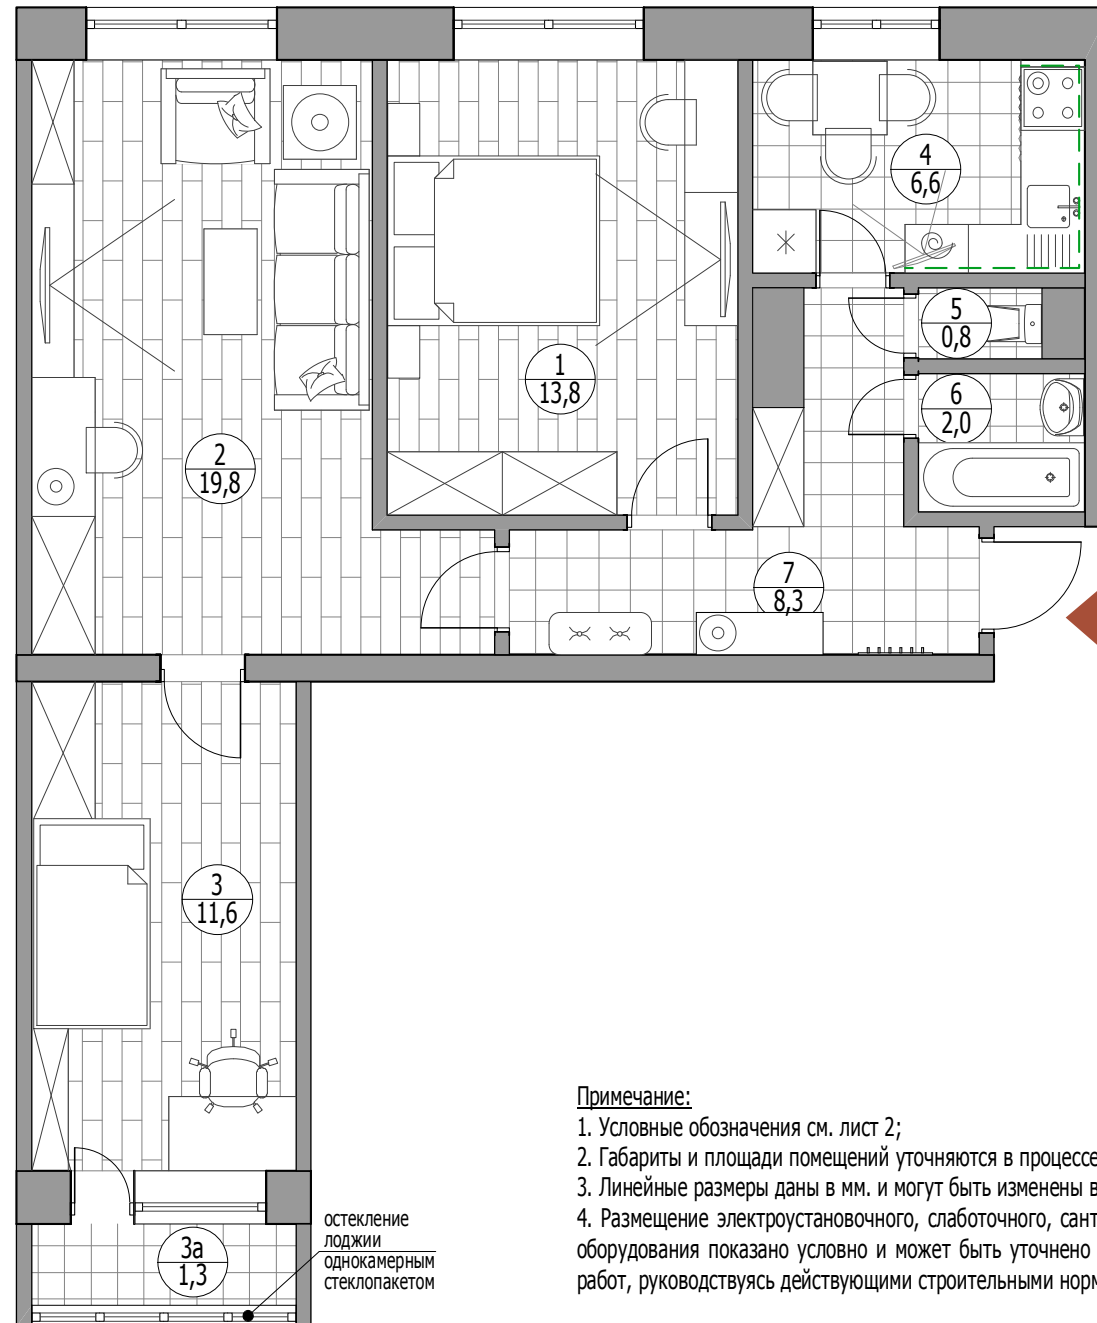 4
6,6
5
0,8
1
13,8
6
2,0
2
19,8
7
8,3
3
11,6
Примечание:
1. Условные обозначения см. лист 2;
2. Габариты и площади помещений уточняются в процессе
3. Линейные размеры даны в мм. и могут быть изменены в
4. Размещение электроустановочного, слаботочного, сант
оборудования показано условно и может быть уточнено
работ, руководствуясь действующими строительными норм
остекление
лоджии
однокамерным
стеклопакетом
3а
1,3